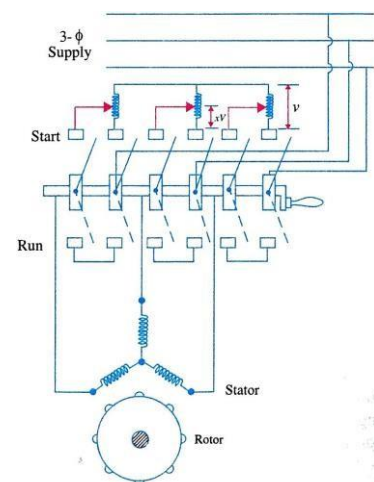 3- ϕ
Supply
xV
v
Start
Run
Stator
Rotor